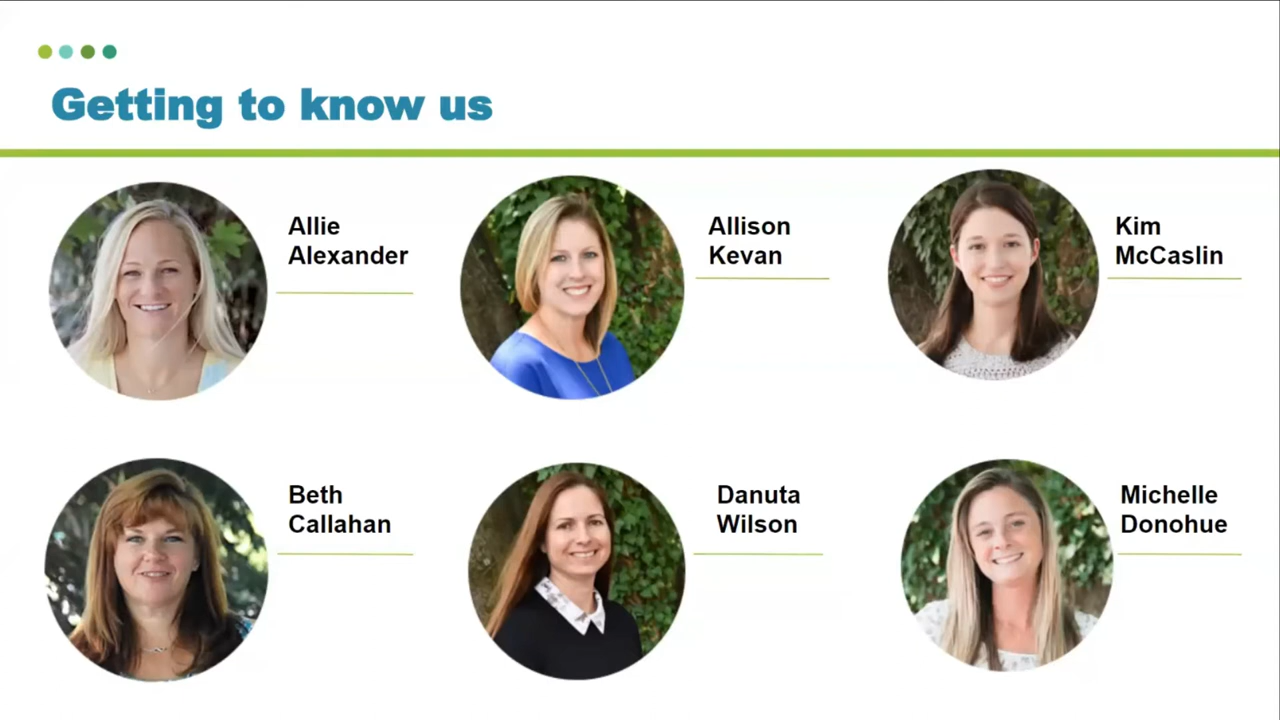 Getting to know us
Allie
Alexander
Allison
Kevan
Kim
McCaslin
Beth
Callahan
Danuta
Wilson
Michelle
Donohue